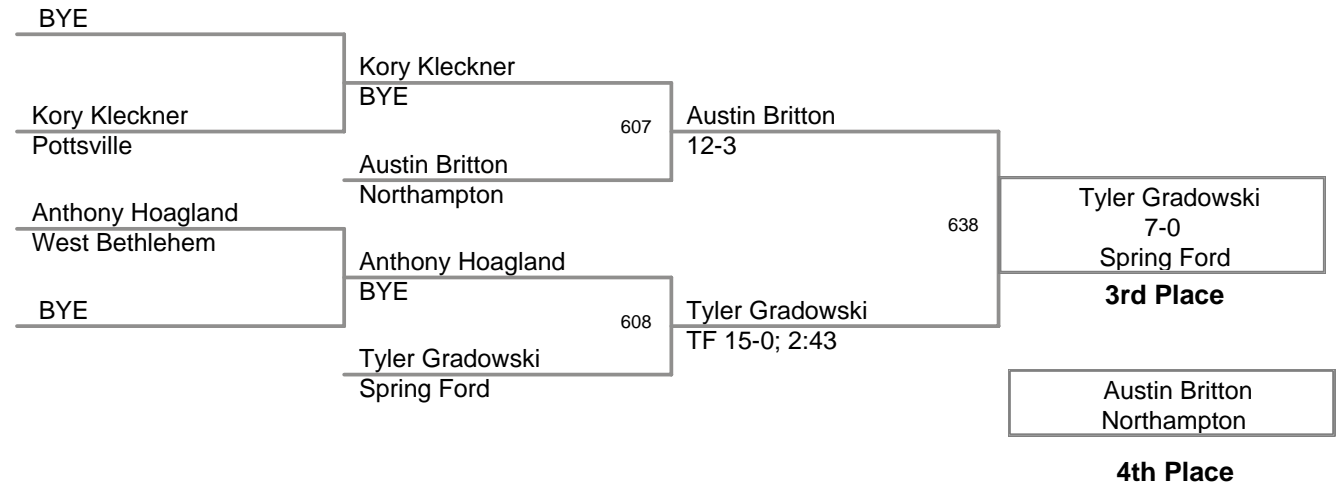 BYE
Kory Kleckner
BYE
Kory Kleckner
Pottsville
607
Austin Britton
12-3
Austin Britton
Northampton
Anthony Hoagland
West Bethlehem
638
Tyler Gradowski
7-0
Spring Ford
3rd Place
Anthony Hoagland
BYE
BYE
608
Tyler Gradowski
TF 15-0; 2:43
Tyler Gradowski
Spring Ford
Austin Britton
Northampton
4th Place